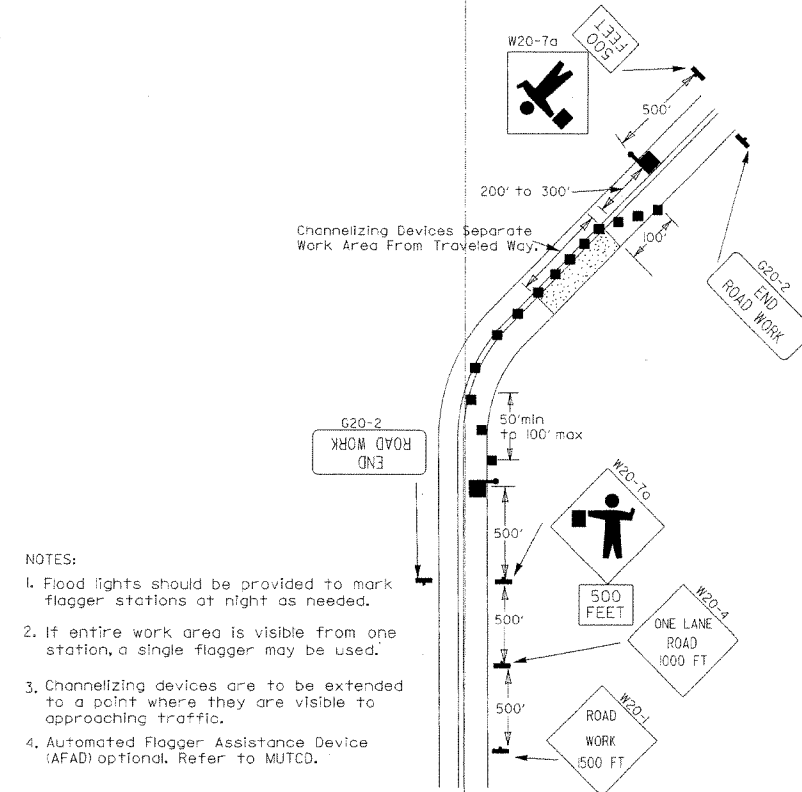 W20-7a
500
FEET
500'
200' to 300'
Channelizing Devices Separate
Work Area From Traveled Way.
100'
G20-2
END
ROAD WORK
G20-2
END
ROAD WORK
50'min
to 100' max
W20-7a
500'
500
FEET
500'
W20-4
ONE LANE
ROAD
1000 FT
500'
W20-1
ROAD
WORK
1500 FT
NOTES:
1. Flood lights should be provided to mark
flagger stations at night as needed.
2. If entire work area is visible from one
station, a single flagger may be used.
3. Channelizing devices are to be extended
to a point where they are visible to
approaching traffic.
4. Automated Flagger Assistance Device
(AFAD) optional. Refer to MUTCD.